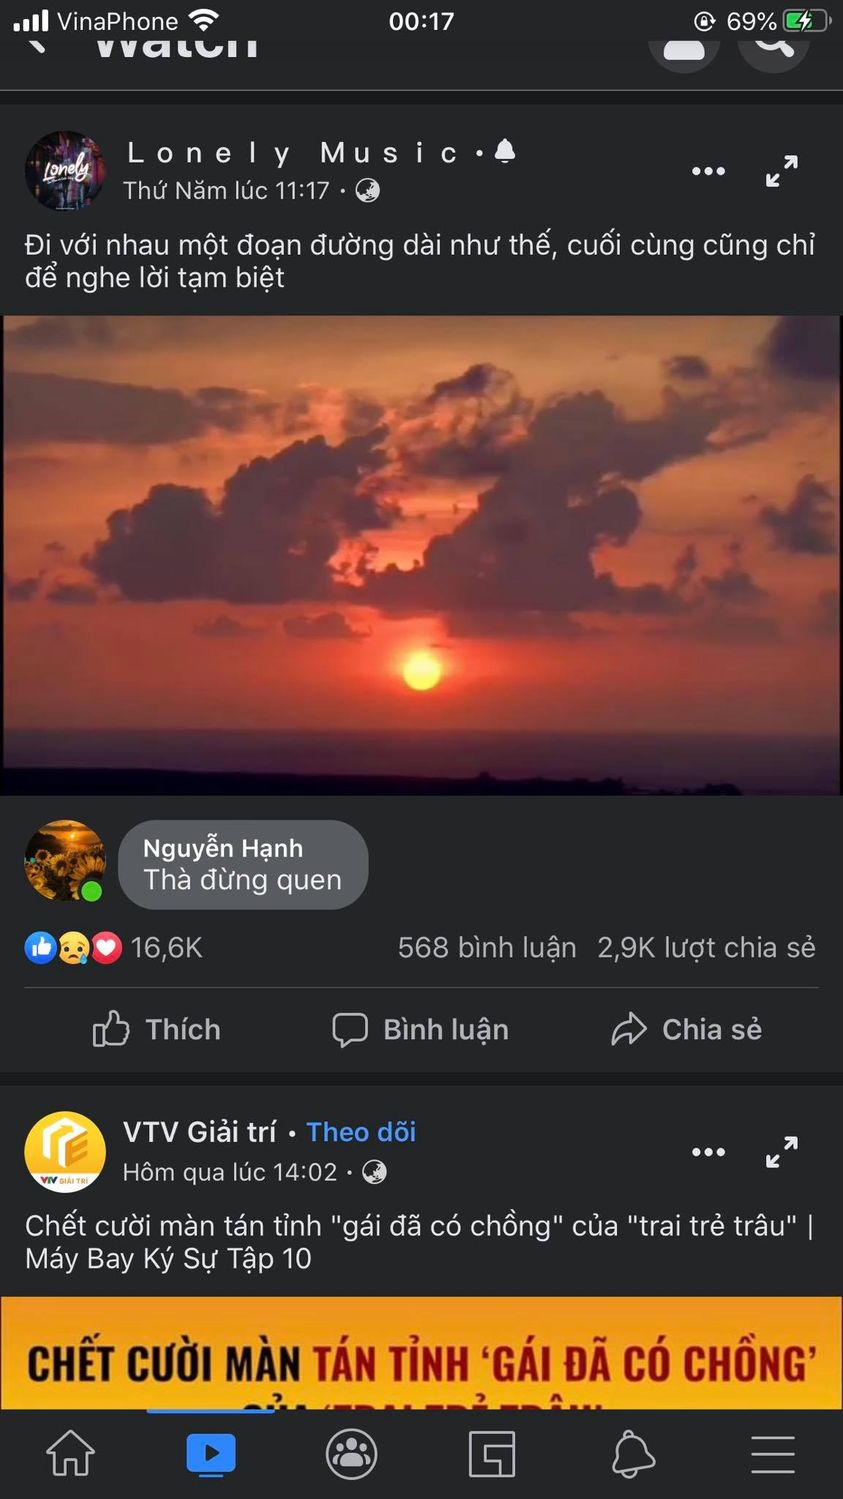 VinaPhone 00:17 69%
Watch
Lonely
L o n e l y M u s i c •
Thứ Năm lúc 11:17 •
Đi với nhau một đoạn đường dài như thế, cuối cùng cũng chỉ
để nghe lời tạm biệt
Nguyễn Hạnh
Thà đừng quen
16,6K 568 bình luận 2,9K lượt chia sẻ
Thích Bình luận Chia sẻ
VTV Giải trí • Theo dõi
Hôm qua lúc 14:02 •
VTV GIẢI TRÍ
Chết cười màn tán tỉnh "gái đã có chồng" của "trai trẻ trâu" |
Máy Bay Ký Sự Tập 10
CHẾT CƯỜI MÀN TÁN TỈNH ‘GÁI ĐÃ CÓ CHỒNG’
CỦA ‘TRAI TRẺ TRÂU’